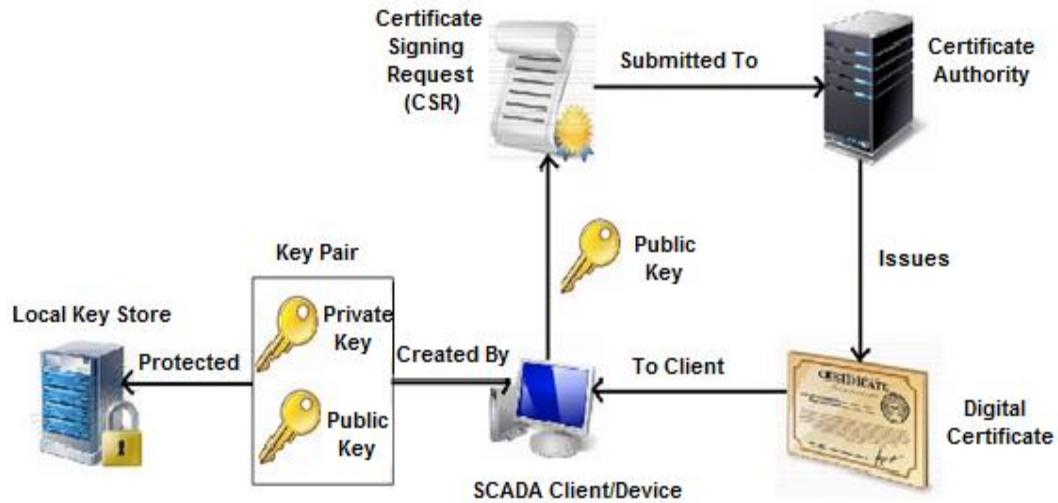 Certificate
Signing
Request
(CSR)
Submitted To
Certificate
Authority
Public
Key
Issues
Key Pair
Local Key Store
Private
Key
Protected
Created By
To Client
Public
Key
CERTIFICATE
Digital
Certificate
SCADA Client/Device